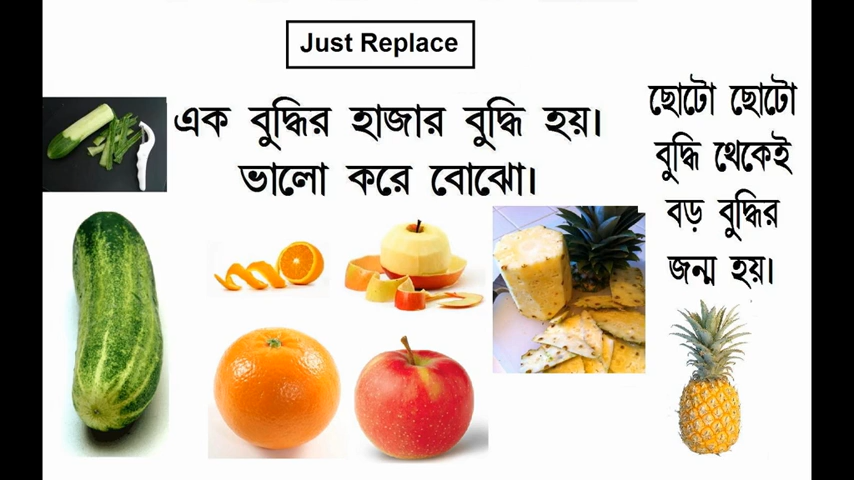 Just Replace
এক বুদ্ধির হাজার বুদ্ধি হয়।
ভালো করে বোঝো।
ছোটো ছোটো
বুদ্ধি থেকেই
বড় বুদ্ধির
জন্ম হয়।